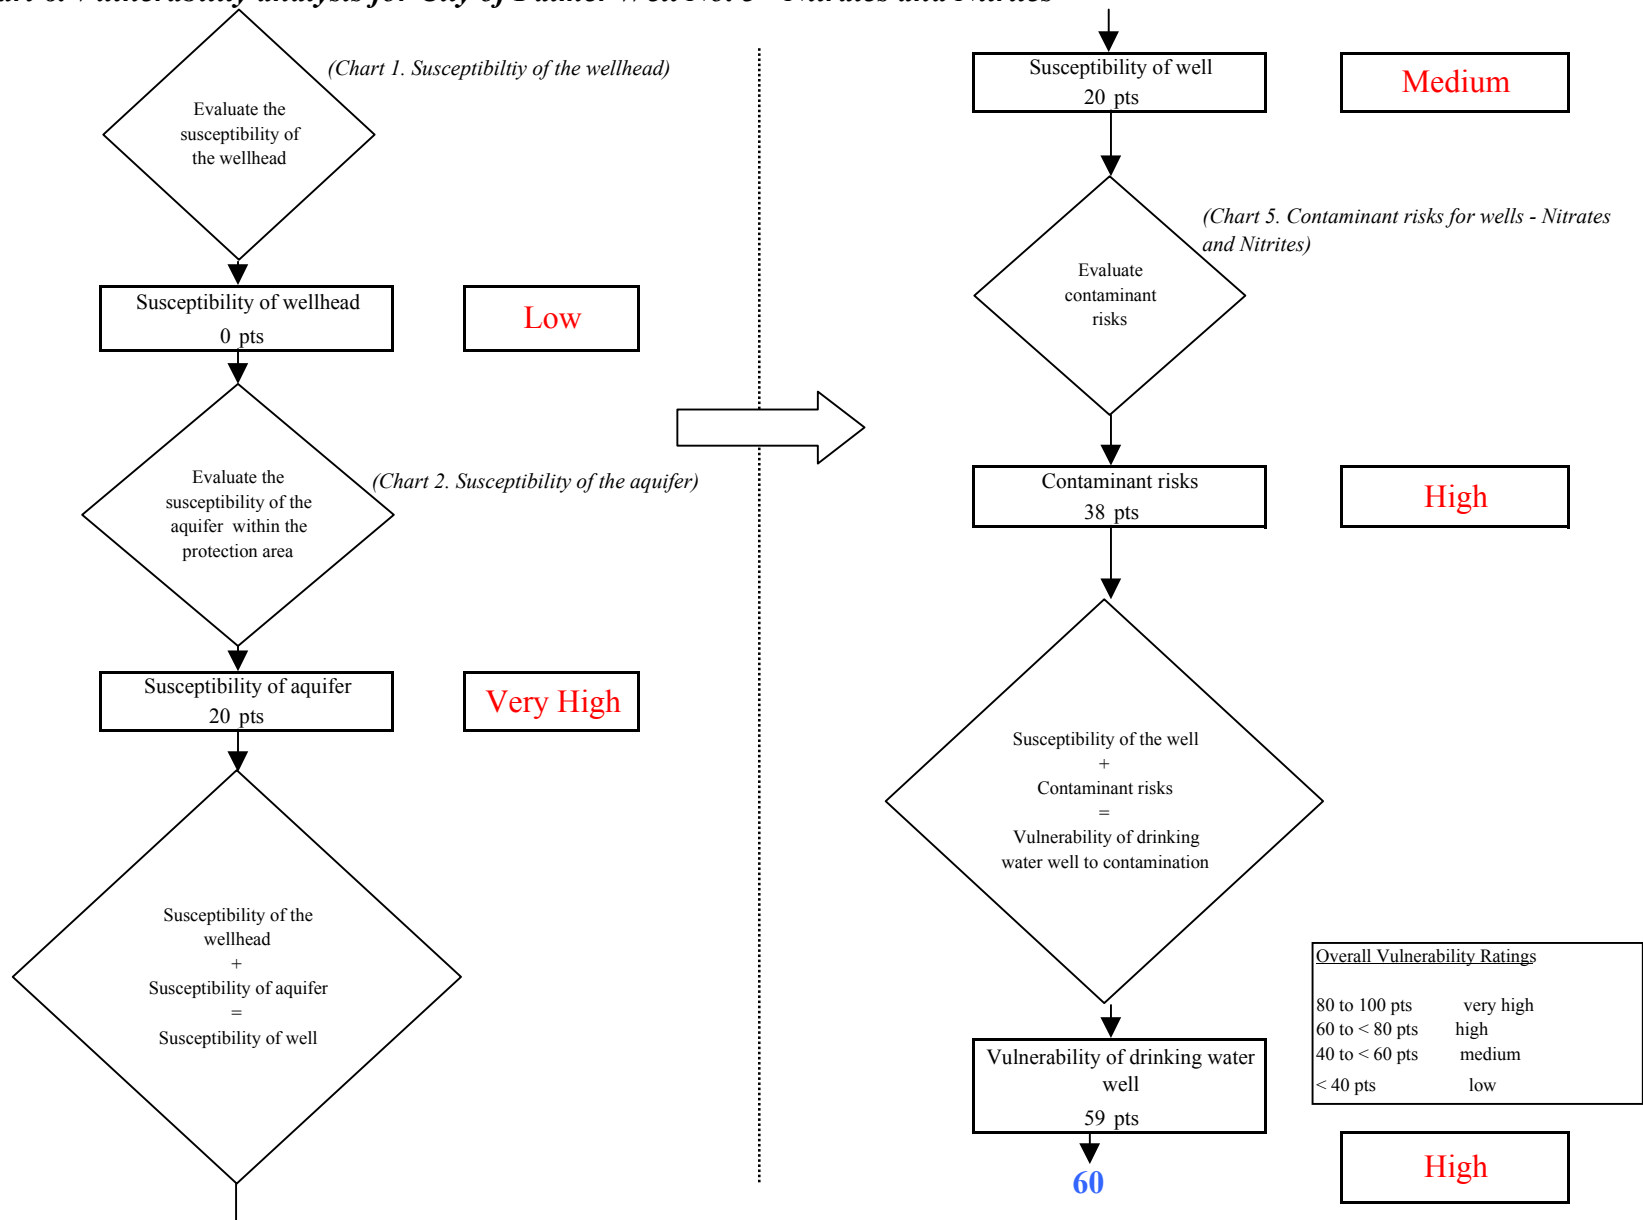 (Chart 1. Susceptibiltiy of the wellhead)
Evaluate the
susceptibility of
the wellhead
Susceptibility of wellhead
0 pts
Low
Evaluate the
susceptibility of the
aquifer within the
protection area
(Chart 2. Susceptibility of the aquifer)
Susceptibility of aquifer
20 pts
Very High
Susceptibility of the
wellhead
+
Susceptibility of aquifer
=
Susceptibility of well
Susceptibility of well
20 pts
Medium
(Chart 5. Contaminant risks for wells - Nitrates
and Nitrites)
Evaluate
contaminant
risks
Contaminant risks
38 pts
High
Susceptibility of the well
+
Contaminant risks
=
Vulnerability of drinking
water well to contamination
Overall Vulnerability Ratings
80 to 100 pts very high
60 to < 80 pts high
40 to < 60 pts medium
< 40 pts low
Vulnerability of drinking water
well
59 pts
60
High